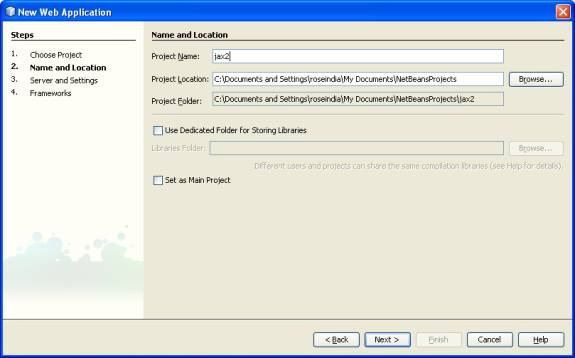 New Web Application
Steps
1. Choose Project
2. Name and Location
3. Server and Settings
4. Frameworks
Name and Location
Project Name: jax2
Project Location: C:\Documents and Settings\roseindia\My Documents\NetBeansProjects Browse...
Project Folder: C:\Documents and Settings\roseindia\My Documents\NetBeansProjects\jax2
Use Dedicated Folder for Storing Libraries
Libraries Folder: Browse...
Different users and projects can share the same compilation libraries (see Help for details).
Set as Main Project
< Back Next > Finish Cancel Help